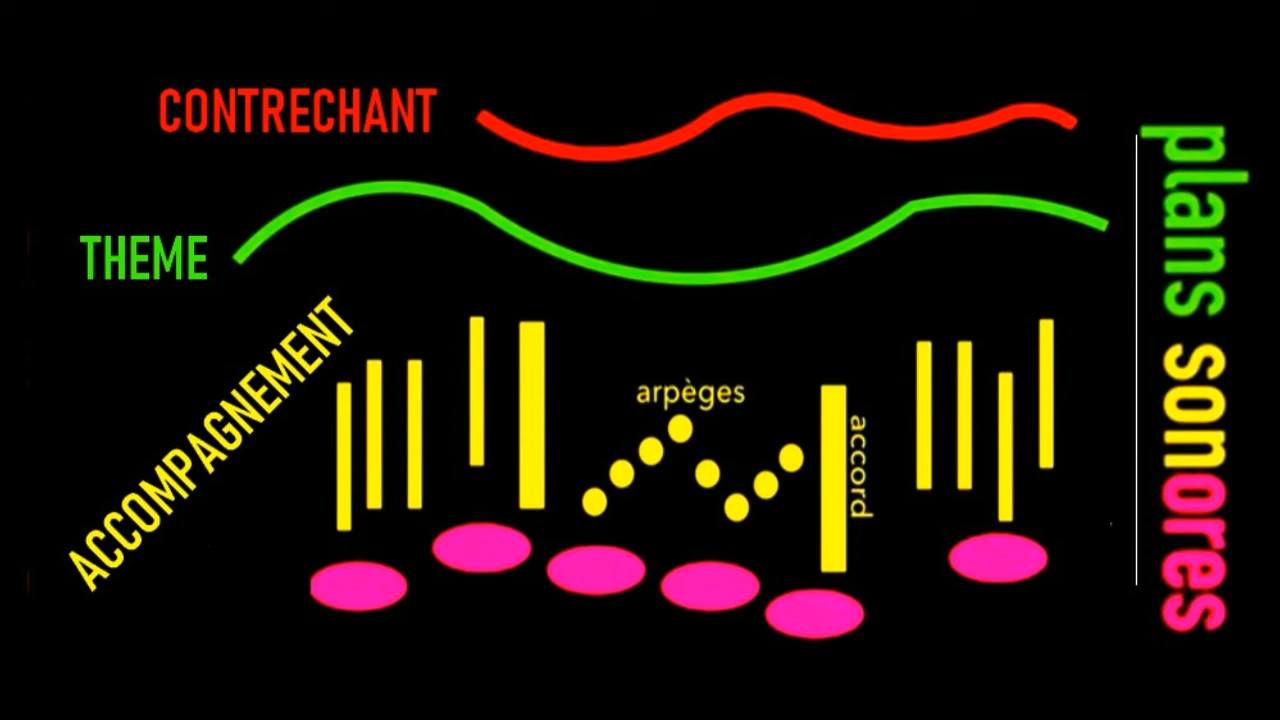 CONTRECHANT
THEME
ACCOMPAGNEMENT
arpèges
accord
plans sonores